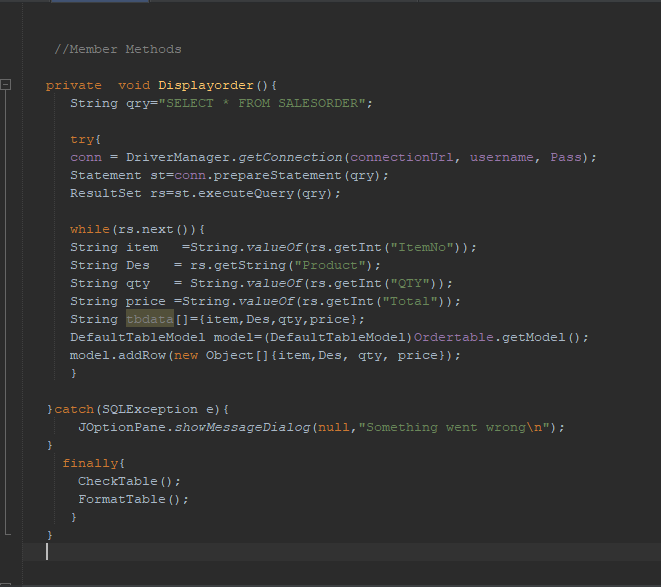 //Member Methods
private  void Displayorder(){
String qry="SELECT * FROM SALESORDER";
try{
conn = DriverManager.getConnection(connectionUrl, username, Pass);
Statement st=conn.prepareStatement(qry);
ResultSet rs=st.executeQuery(qry);
while(rs.next()){
String item   =String.valueOf(rs.getInt("ItemNo"));
String Des   = rs.getString("Product");
String qty   = String.valueOf(rs.getInt("QTY"));
String price =String.valueOf(rs.getInt("Total"));
String tbdata[]={item,Des,qty,price};
DefaultTableModel model=(DefaultTableModel)Ordertable.getModel();
model.addRow(new Object[]{item,Des, qty, price});
}
}catch(SQLException e){
JOptionPane.showMessageDialog(null,"Something went wrong\n");
}
finally{
CheckTable();
FormatTable();
}
}